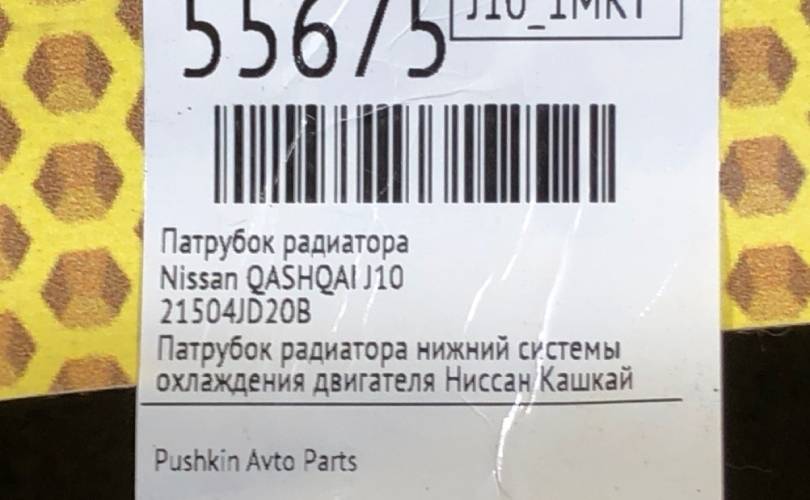 55675
J10_1MKT
Патрубок радиатора
Nissan QASHQAI J10
21504JD20B
Патрубок радиатора нижний системы
охлаждения двигателя Ниссан Кашкай
Pushkin Avto Parts